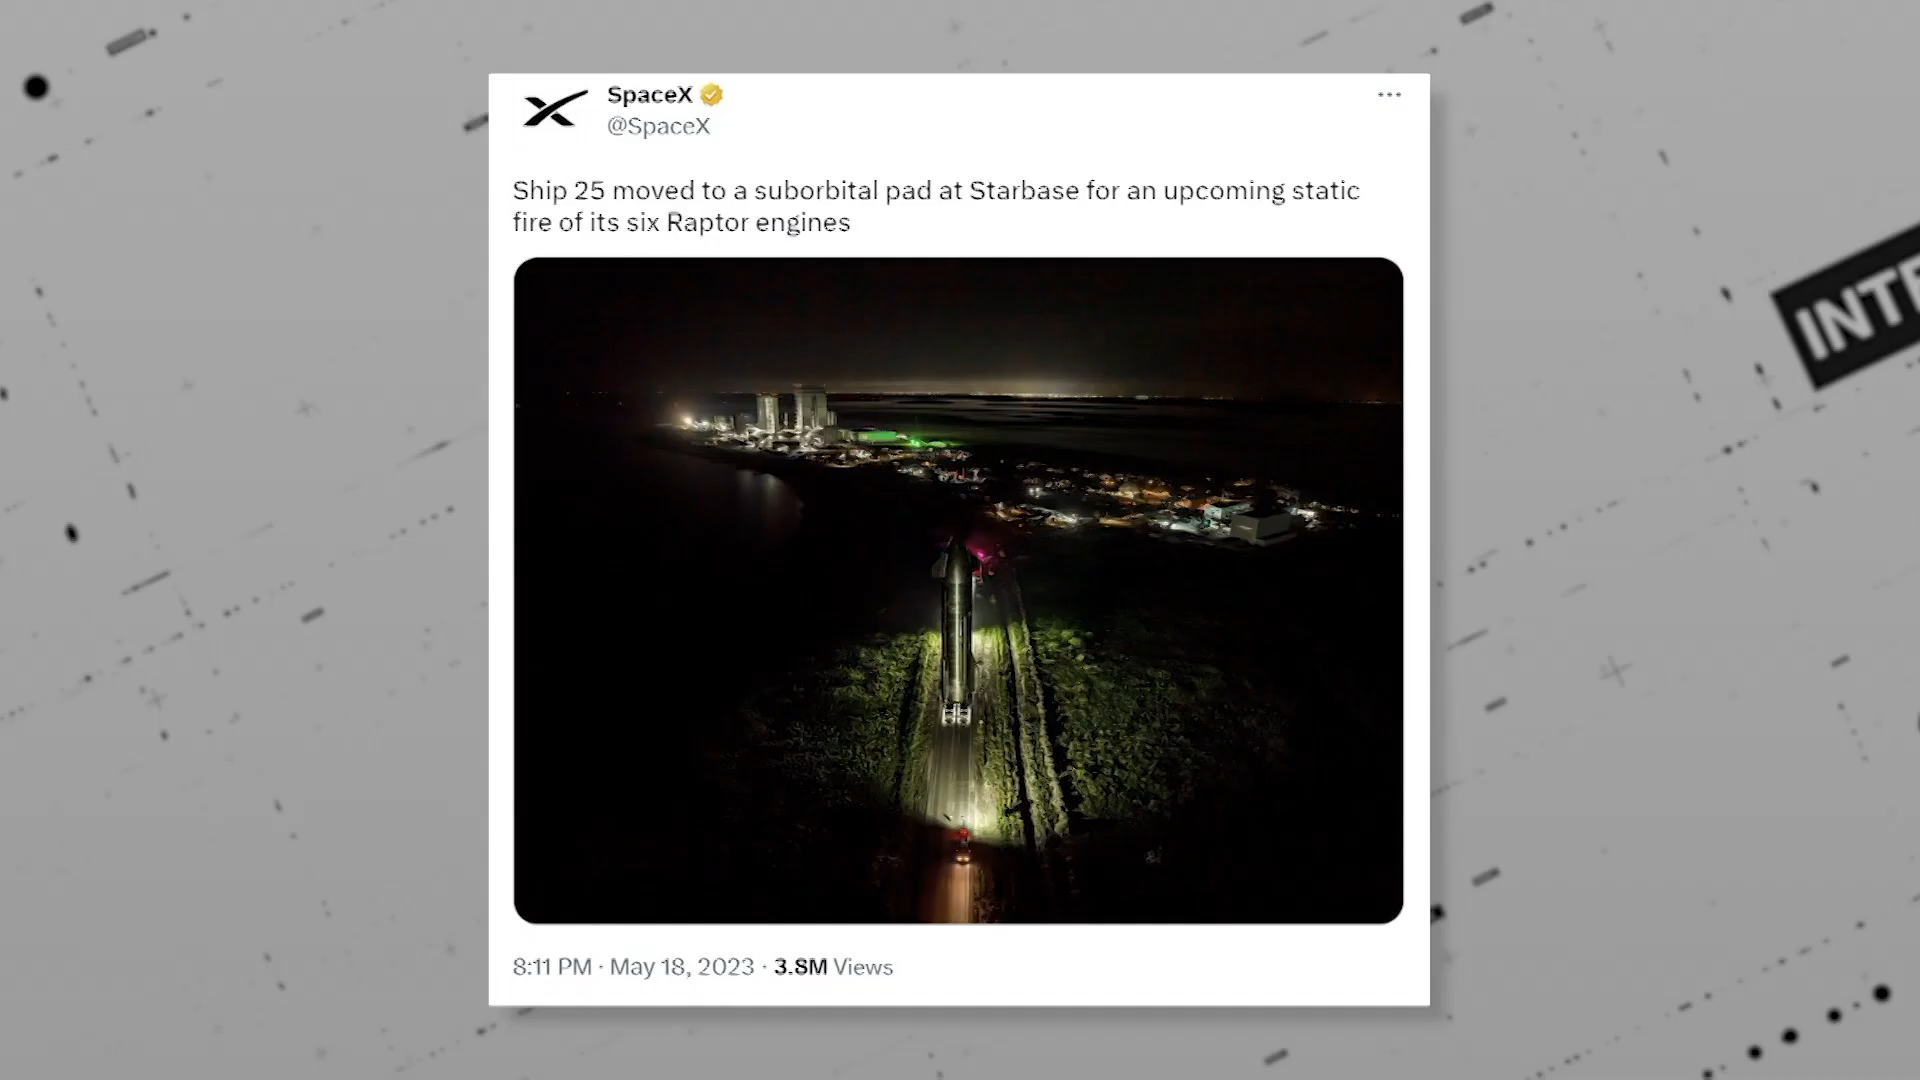 SpaceX
@SpaceX
Ship 25 moved to a suborbital pad at Starbase for an upcoming static
fire of its six Raptor engines
INTE
8:11 PM · May 18, 2023 · 3.8M Views